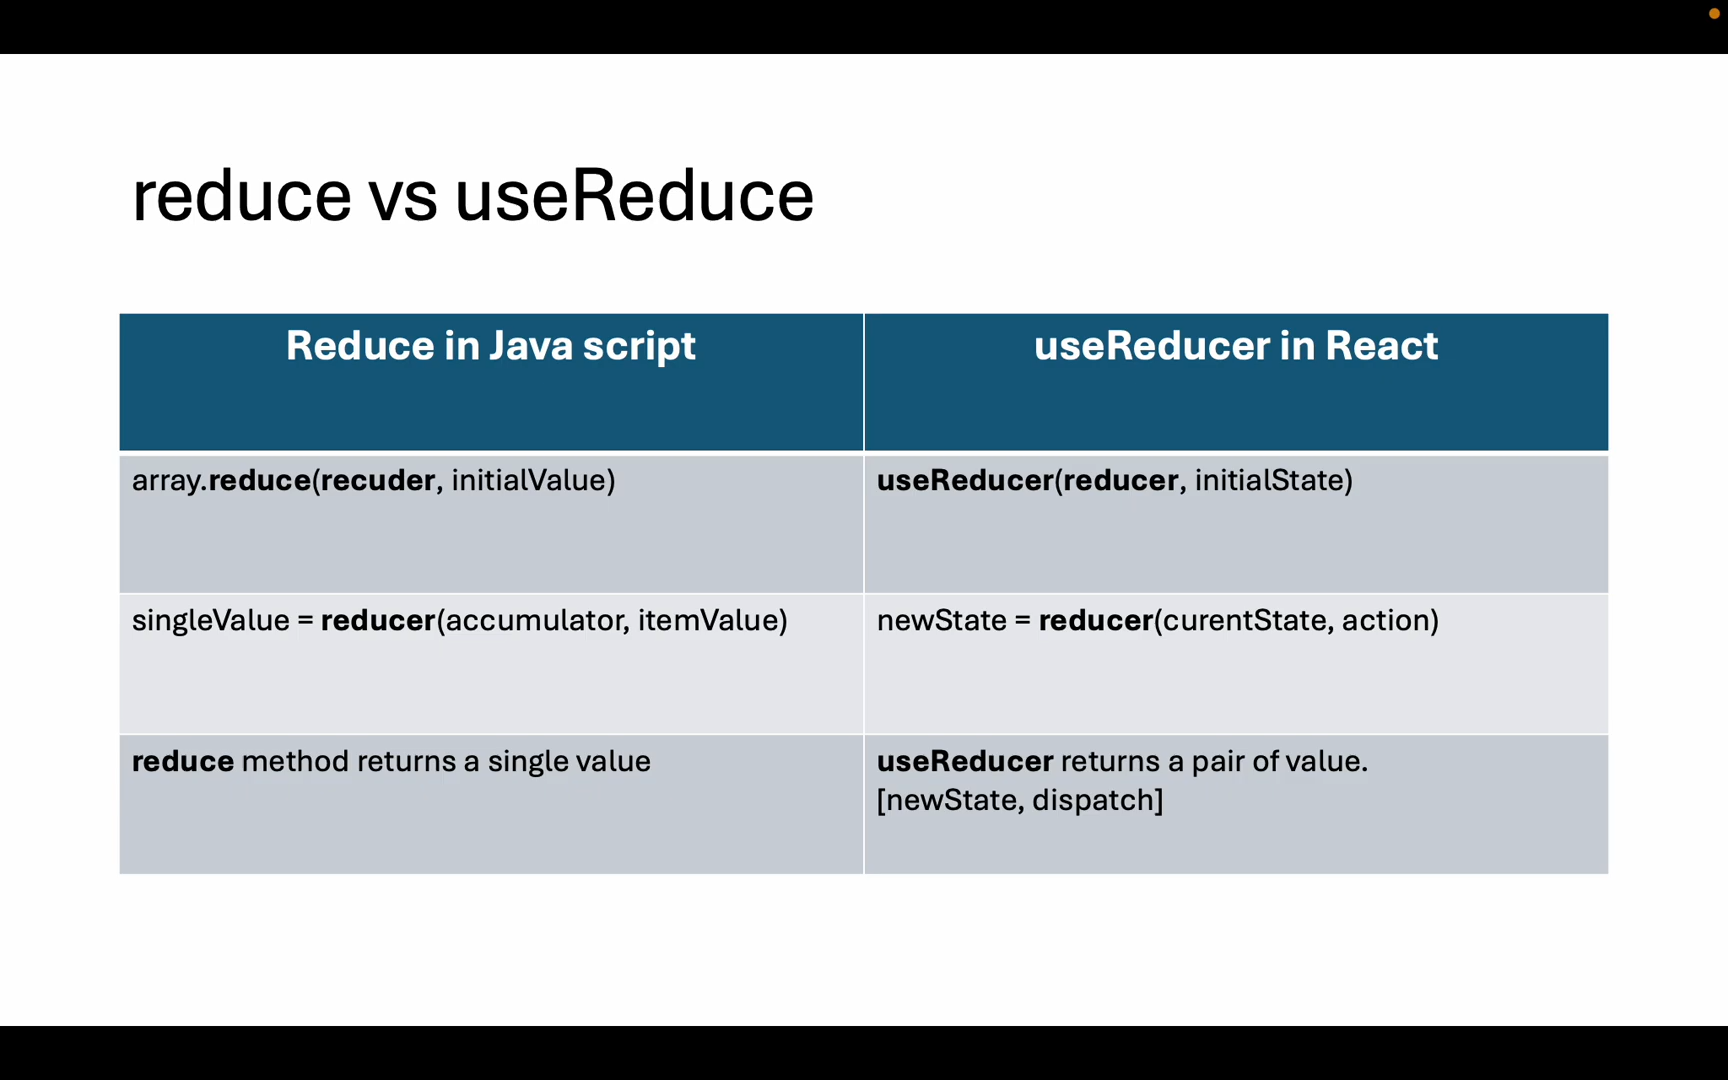 reduce vs useReduce
Reduce in Java script
useReducer in React
array.reduce(recuder, initialValue)
useReducer(reducer, initialState)
singleValue = reducer(accumulator, itemValue)
newState = reducer(curentState, action)
reduce method returns a single value
useReducer returns a pair of value.
[newState, dispatch]